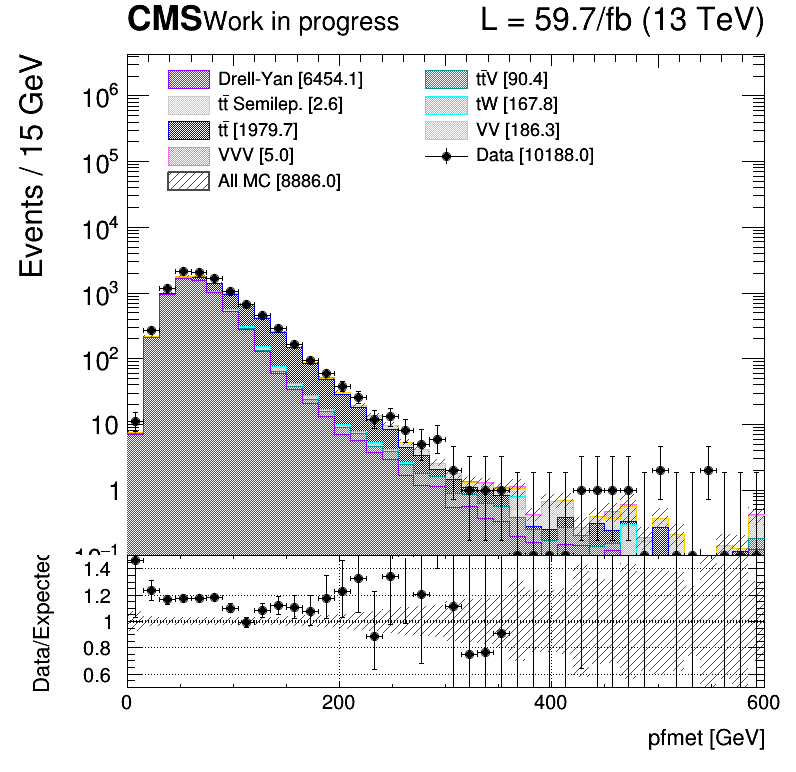 CMS Work in progress L = 59.7/fb (13 TeV)
Events / 15 GeV
Drell-Yan [6454.1]
tt̄ Semilep. [2.6]
tt̄ [1979.7]
VVV [5.0]
All MC [8886.0]
tt̄V [90.4]
tW [167.8]
VV [186.3]
Data [10188.0]
10⁶
10⁵
10⁴
10³
10²
10
1
10⁻¹
Data/Expected
1.4
1.2
1
0.8
0.6
0 200 400 600
pfmet [GeV]